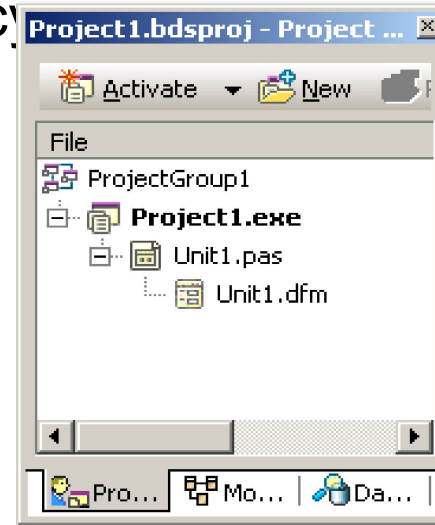 Project1.bdsproj - Project ...
Activate New
File
ProjectGroup1
Project1.exe
Unit1.pas
Unit1.dfm
Pro... Mo... Da...